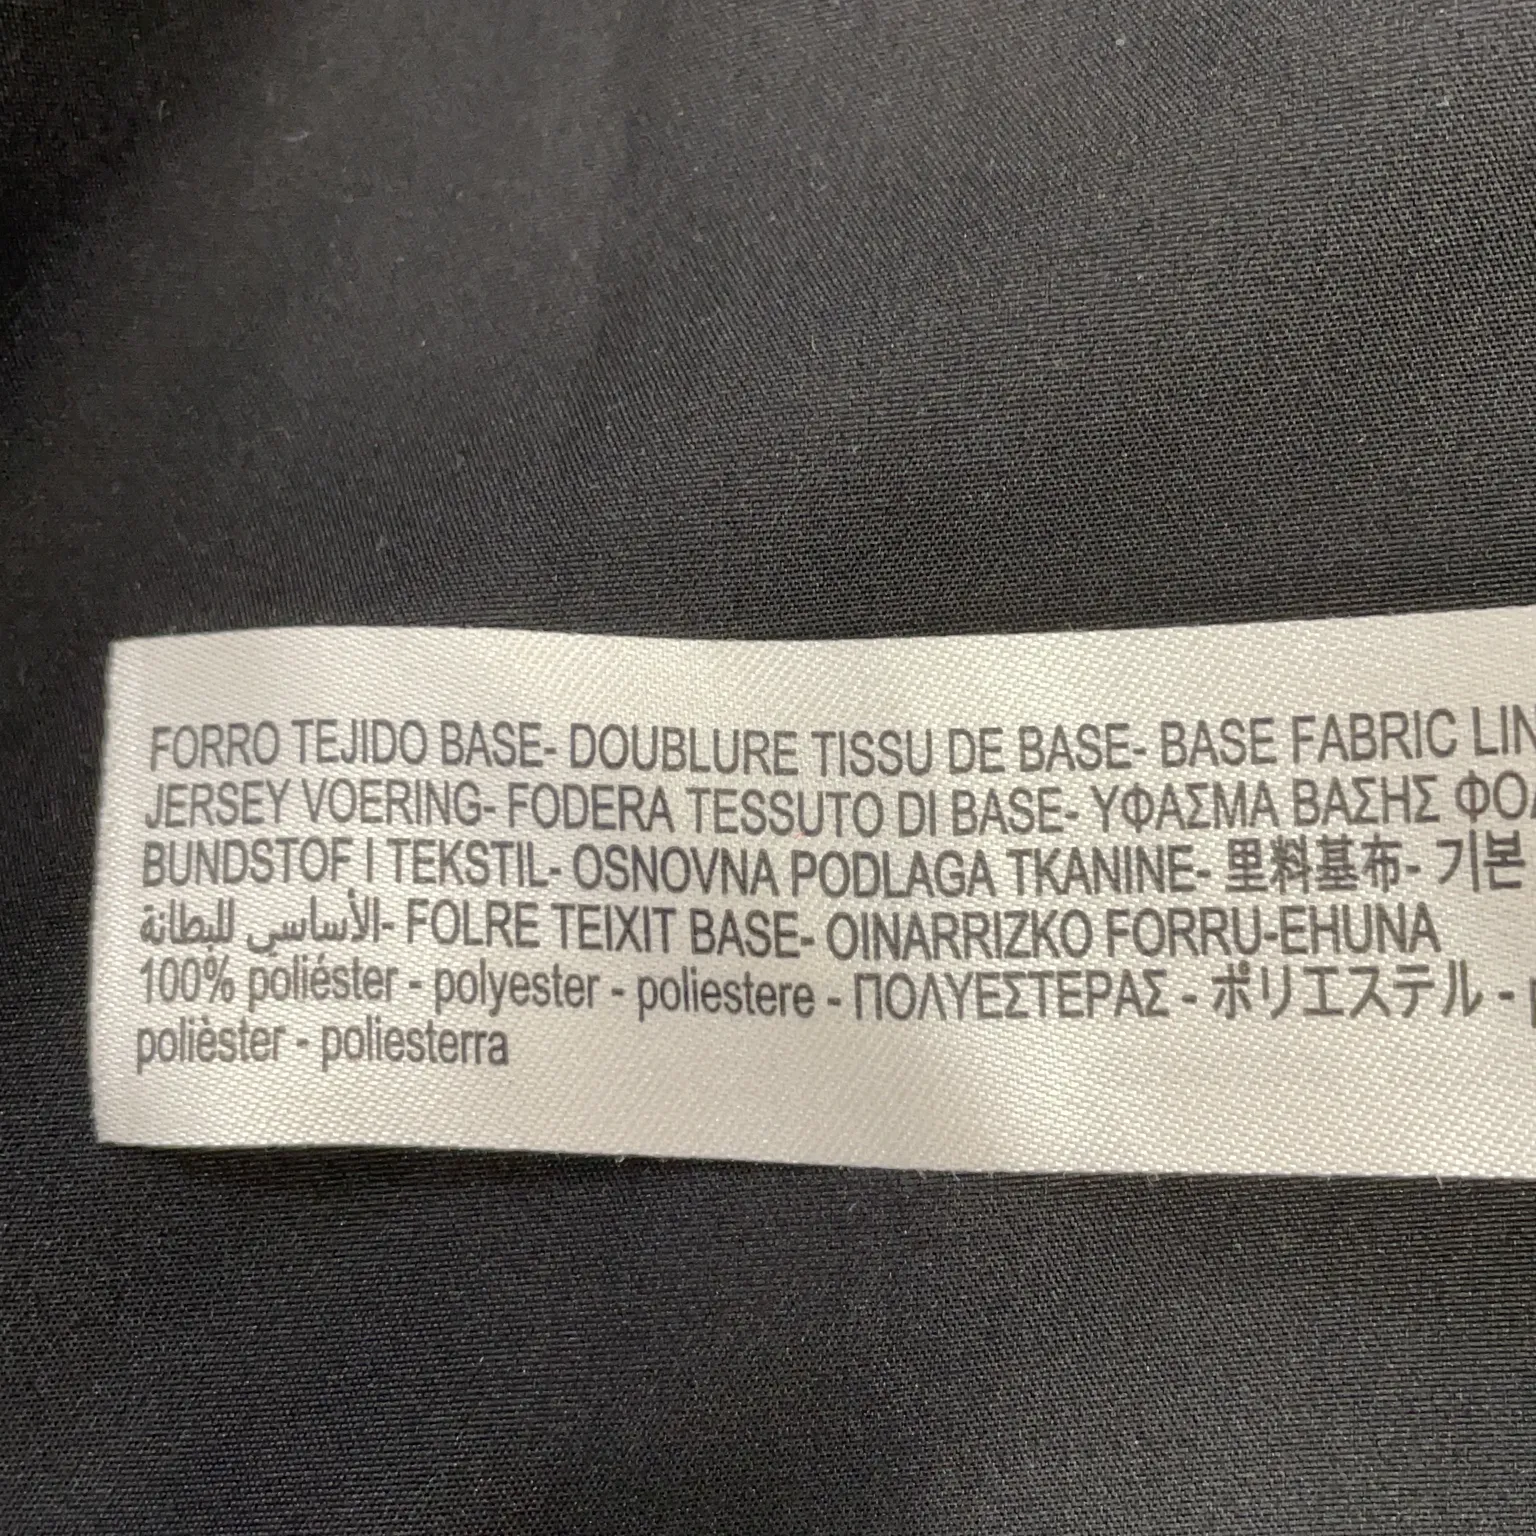 FORRO TEJIDO BASE- DOUBLURE TISSU DE BASE- BASE FABRIC
JERSEY VOERING- FODERA TESSUTO DI BASE- ΥΦΑΣΜΑ ΒΑΣΗΣ
BUNDSTOF I TEKSTIL- OSNOVNA PODLAGA TKANINE- 里料基布- 기본
الأساسي للبطانة- FOLRE TEIXIT BASE- OINARRIZKO FORRU-EHUNA
100% poliéster - polyester - poliestere - ΠΟΛΥΕΣΤΕΡΑΣ - ポリエステル -
polièster - poliesterra